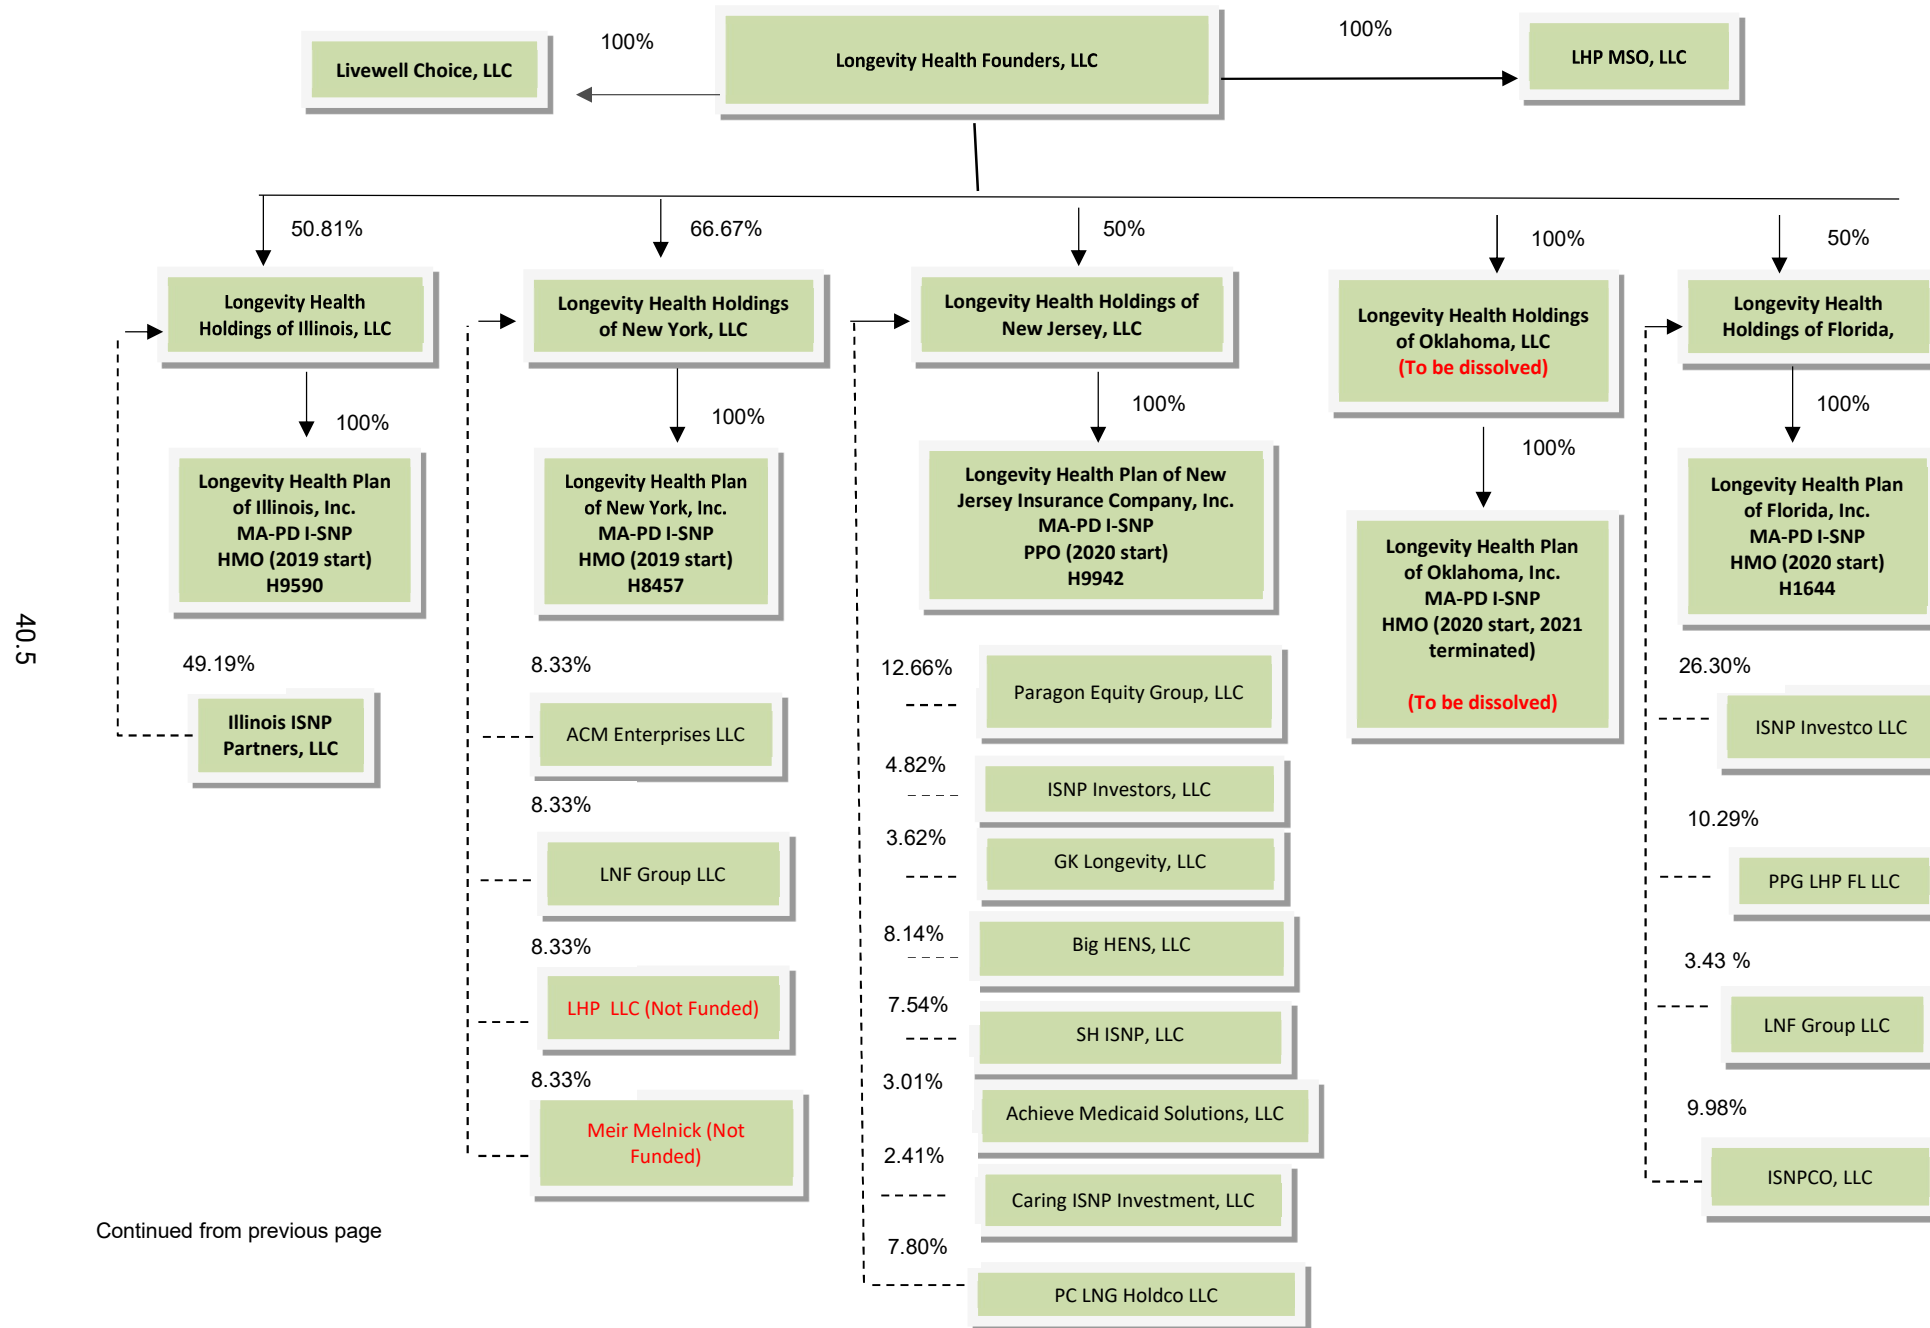 100%
Livewell Choice, LLC
Longevity Health Founders, LLC
100%
LHP MSO, LLC
50.81%
66.67%
50%
100%
50%
Longevity Health
Holdings of Illinois, LLC
Longevity Health Holdings
of New York, LLC
Longevity Health Holdings of
New Jersey, LLC
Longevity Health Holdings
of Oklahoma, LLC
(To be dissolved)
Longevity Health
Holdings of Florida,
100%
100%
100%
100%
100%
Longevity Health Plan
of Illinois, Inc.
MA-PD I-SNP
HMO (2019 start)
H9590
Longevity Health Plan
of New York, Inc.
MA-PD I-SNP
HMO (2019 start)
H8457
Longevity Health Plan of New
Jersey Insurance Company, Inc.
MA-PD I-SNP
PPO (2020 start)
H9942
Longevity Health Plan
of Oklahoma, Inc.
MA-PD I-SNP
HMO (2020 start, 2021
terminated)
(To be dissolved)
Longevity Health Plan
of Florida, Inc.
MA-PD I-SNP
HMO (2020 start)
H1644
40.5
49.19%
Illinois ISNP
Partners, LLC
8.33%
ACM Enterprises LLC
8.33%
LNF Group LLC
8.33%
LHP  LLC (Not Funded)
8.33%
Meir Melnick (Not
Funded)
12.66%
Paragon Equity Group, LLC
4.82%
ISNP Investors, LLC
3.62%
GK Longevity, LLC
8.14%
Big HENS, LLC
7.54%
SH ISNP, LLC
3.01%
Achieve Medicaid Solutions, LLC
2.41%
Caring ISNP Investment, LLC
7.80%
PC LNG Holdco LLC
26.30%
ISNP Investco LLC
10.29%
PPG LHP FL LLC
3.43 %
LNF Group LLC
9.98%
ISNPCO, LLC
Continued from previous page